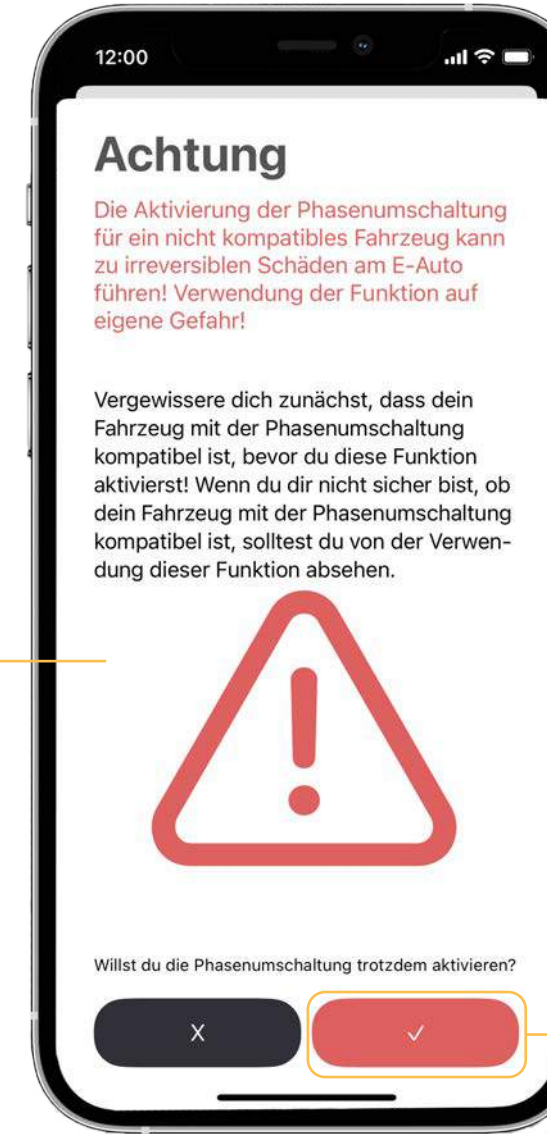 12:00
Achtung
Die Aktivierung der Phasenumschaltung
für ein nicht kompatibles Fahrzeug kann
zu irreversiblen Schäden am E-Auto
führen! Verwendung der Funktion auf
eigene Gefahr!
Vergewissere dich zunächst, dass dein
Fahrzeug mit der Phasenumschaltung
kompatibel ist, bevor du diese Funktion
aktivierst! Wenn du dir nicht sicher bist, ob
dein Fahrzeug mit der Phasenumschaltung
kompatibel ist, solltest du von der Verwen-
dung dieser Funktion absehen.
!
Willst du die Phasenumschaltung trotzdem aktivieren?
X ✓